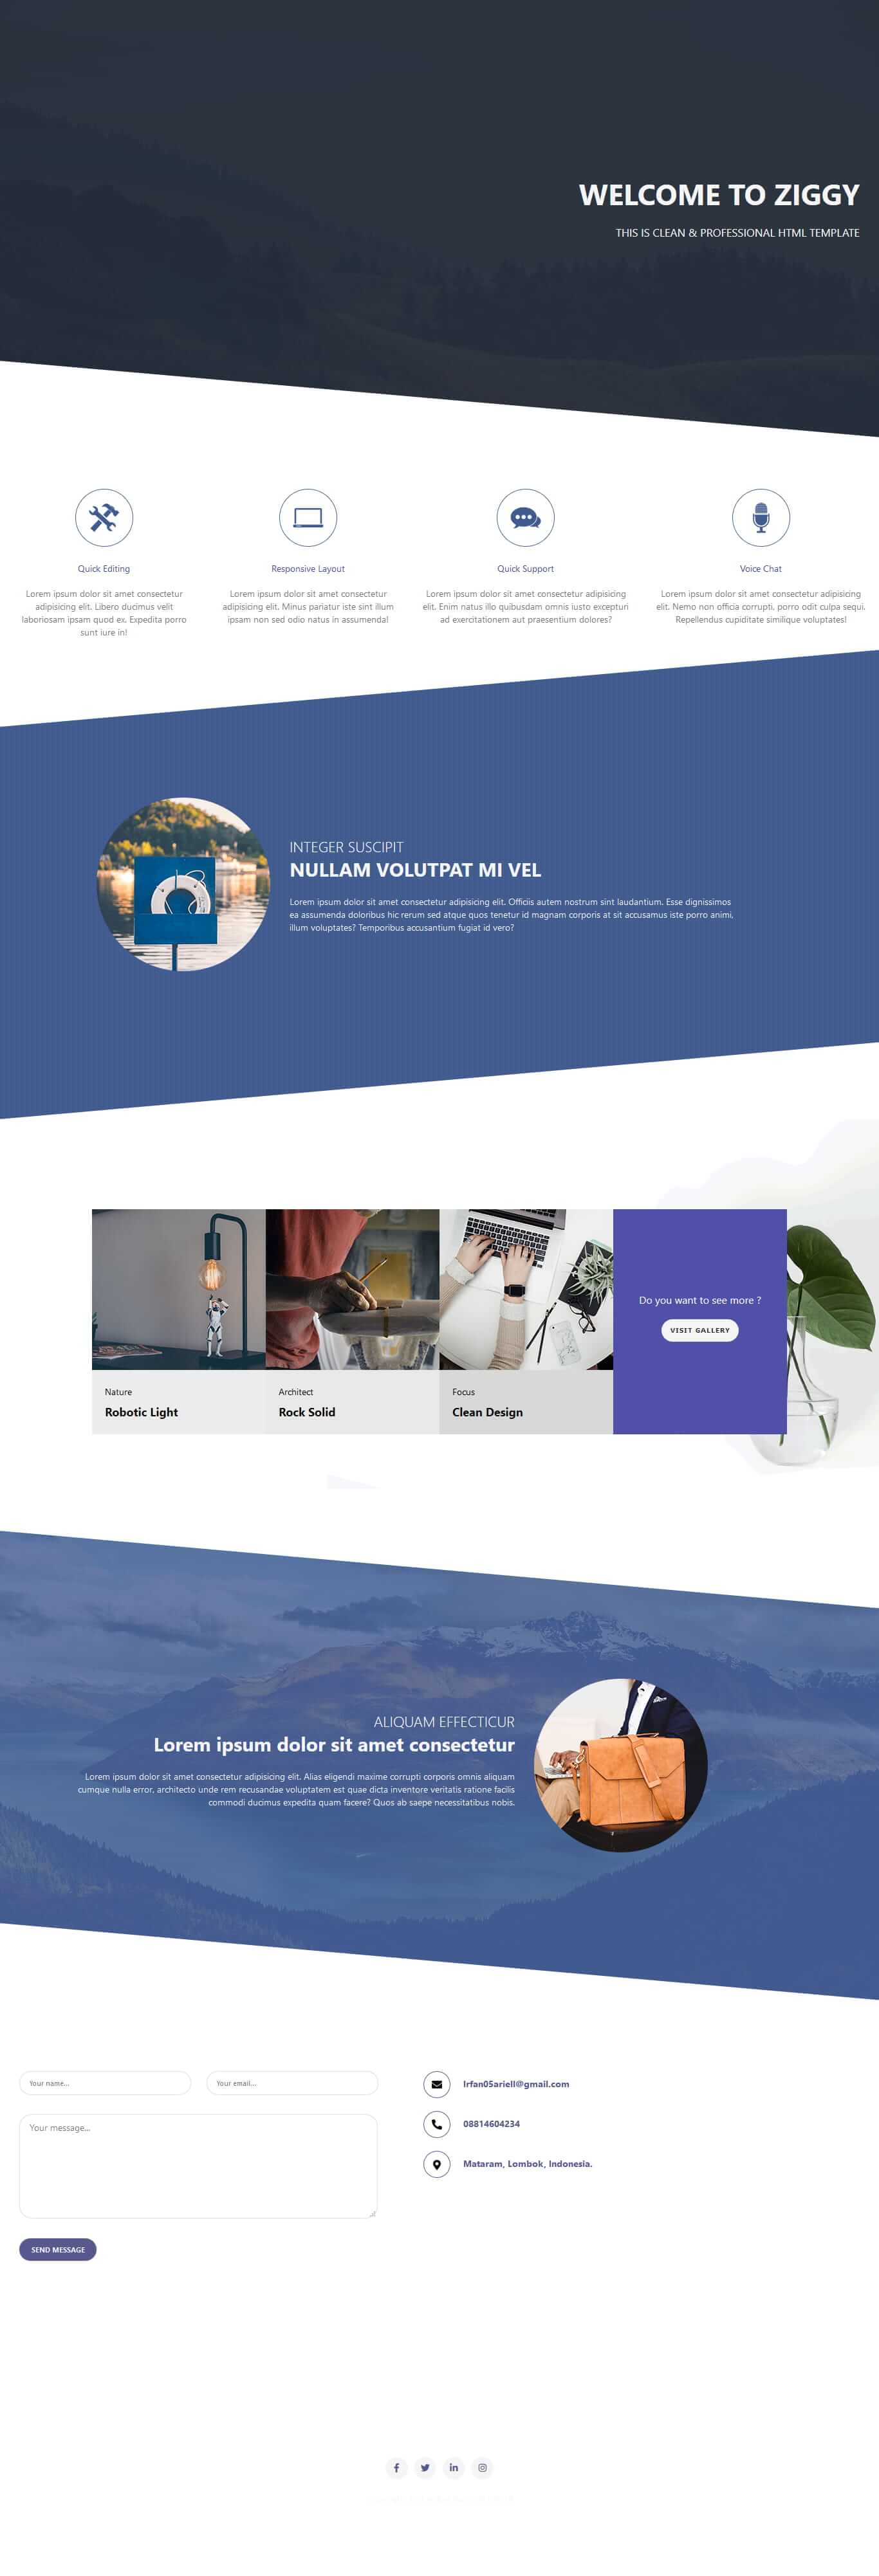 WELCOME TO ZIGGY
THIS IS CLEAN & PROFESSIONAL HTML TEMPLATE
Quick Editing
Lorem ipsum dolor sit amet consectetur
adipisicing elit. Libero ducimus velit
laboriosam ipsam quod ex. Expedita porro
sunt iure in!
Responsive Layout
Lorem ipsum dolor sit amet consectetur
adipisicing elit. Minus pariatur iste sint illum
ipsam non sed odio natus in assumenda!
Quick Support
Lorem ipsum dolor sit amet consectetur adipisicing
elit. Enim natus illo quibusdam omnis iusto excepturi
ad exercitationem aut praesentium dolores?
Voice Chat
Lorem ipsum dolor sit amet consectetur adipisicing
elit. Nemo non officia corrupti, porro odit culpa sequi.
Repellendus cupiditate similique voluptates!
INTEGER SUSCIPIT
NULLAM VOLUTPAT MI VEL
Lorem ipsum dolor sit amet consectetur adipisicing elit. Officiis autem nostrum sint laudantium. Esse dignissimos
ea assumenda doloribus hic rerum sed atque quos tenetur id magnam corporis at sit accusamus iste porro animi,
illum voluptates? Temporibus accusantium fugiat id vero?
Nature
Robotic Light
Architect
Rock Solid
Focus
Clean Design
Do you want to see more ?
VISIT GALLERY
ALIQUAM EFFECTICUR
Lorem ipsum dolor sit amet consectetur
Lorem ipsum dolor sit amet consectetur adipisicing elit. Alias eligendi maxime corrupti corporis omnis aliquam
cumque nulla error, architecto unde rem recusandae voluptatem est quae dicta inventore veritatis ratione facilis
commodi ducimus expedita quam facere? Quos ab saepe necessitatibus nobis.
Your name...
Your email...
Your message...
SEND MESSAGE
Irfan05ariell@gmail.com
08814604234
Mataram, Lombok, Indonesia.